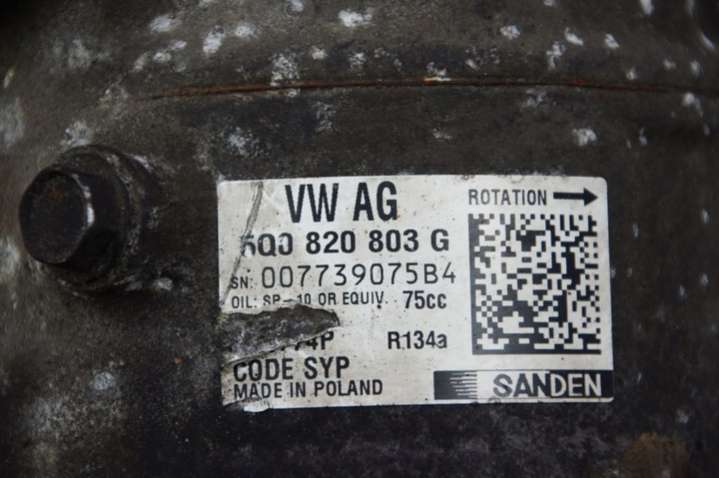 VW AG
ROTATION
5Q0 820 803 G
SN: 007739075B4
OIL: SP-10 OR EQUIV. 75cc
R134a
CODE SYP
MADE IN POLAND
SANDEN